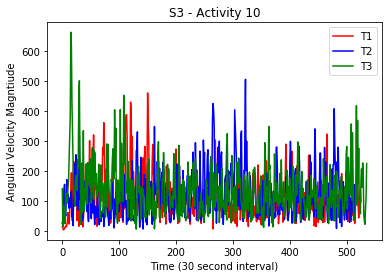 S3 - Activity 10
T1
T2
T3
Angular Velocity Magntiude
600
500
400
300
200
100
0
0 100 200 300 400 500
Time (30 second interval)